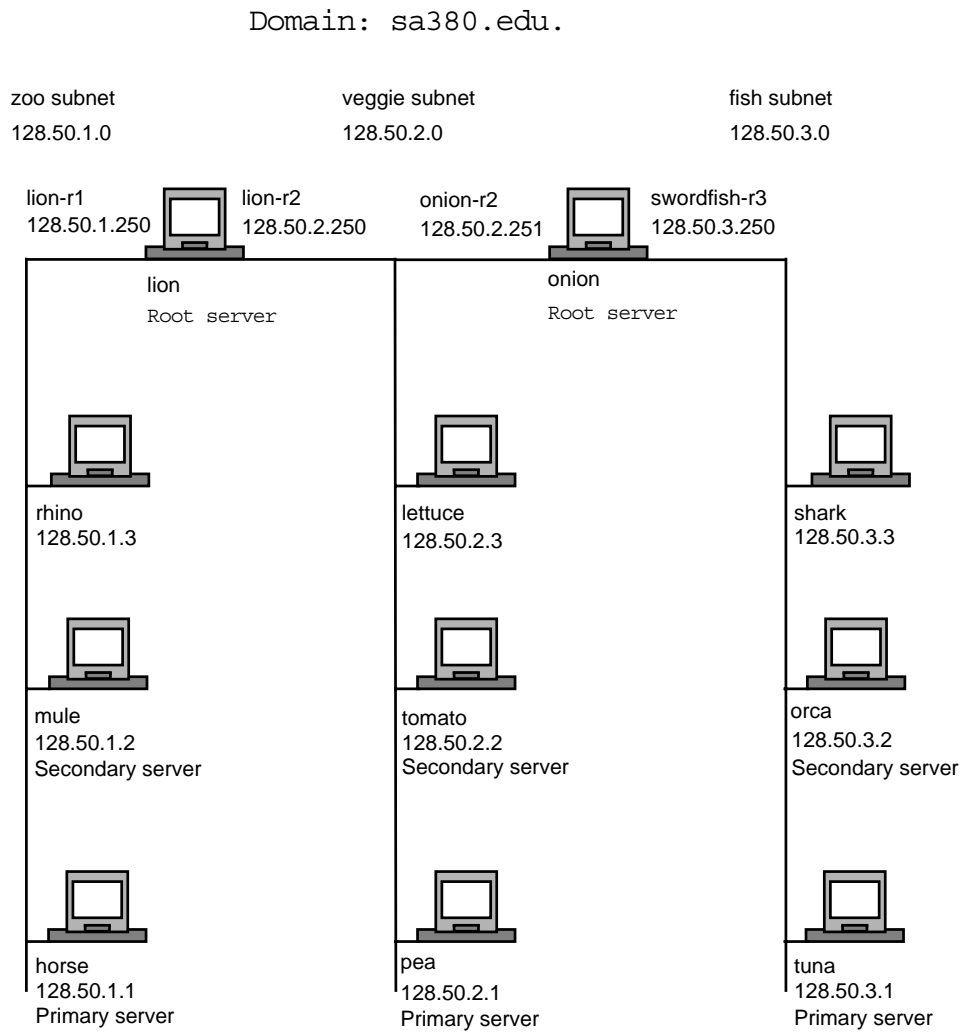 Domain: sa380.edu.
zoo subnet
128.50.1.0
veggie subnet
128.50.2.0
fish subnet
128.50.3.0
lion-r1
128.50.1.250
lion-r2
128.50.2.250
onion-r2
128.50.2.251
swordfish-r3
128.50.3.250
lion
Root server
onion
Root server
rhino
128.50.1.3
lettuce
128.50.2.3
shark
128.50.3.3
mule
128.50.1.2
Secondary server
tomato
128.50.2.2
Secondary server
orca
128.50.3.2
Secondary server
horse
128.50.1.1
Primary server
pea
128.50.2.1
Primary server
tuna
128.50.3.1
Primary server